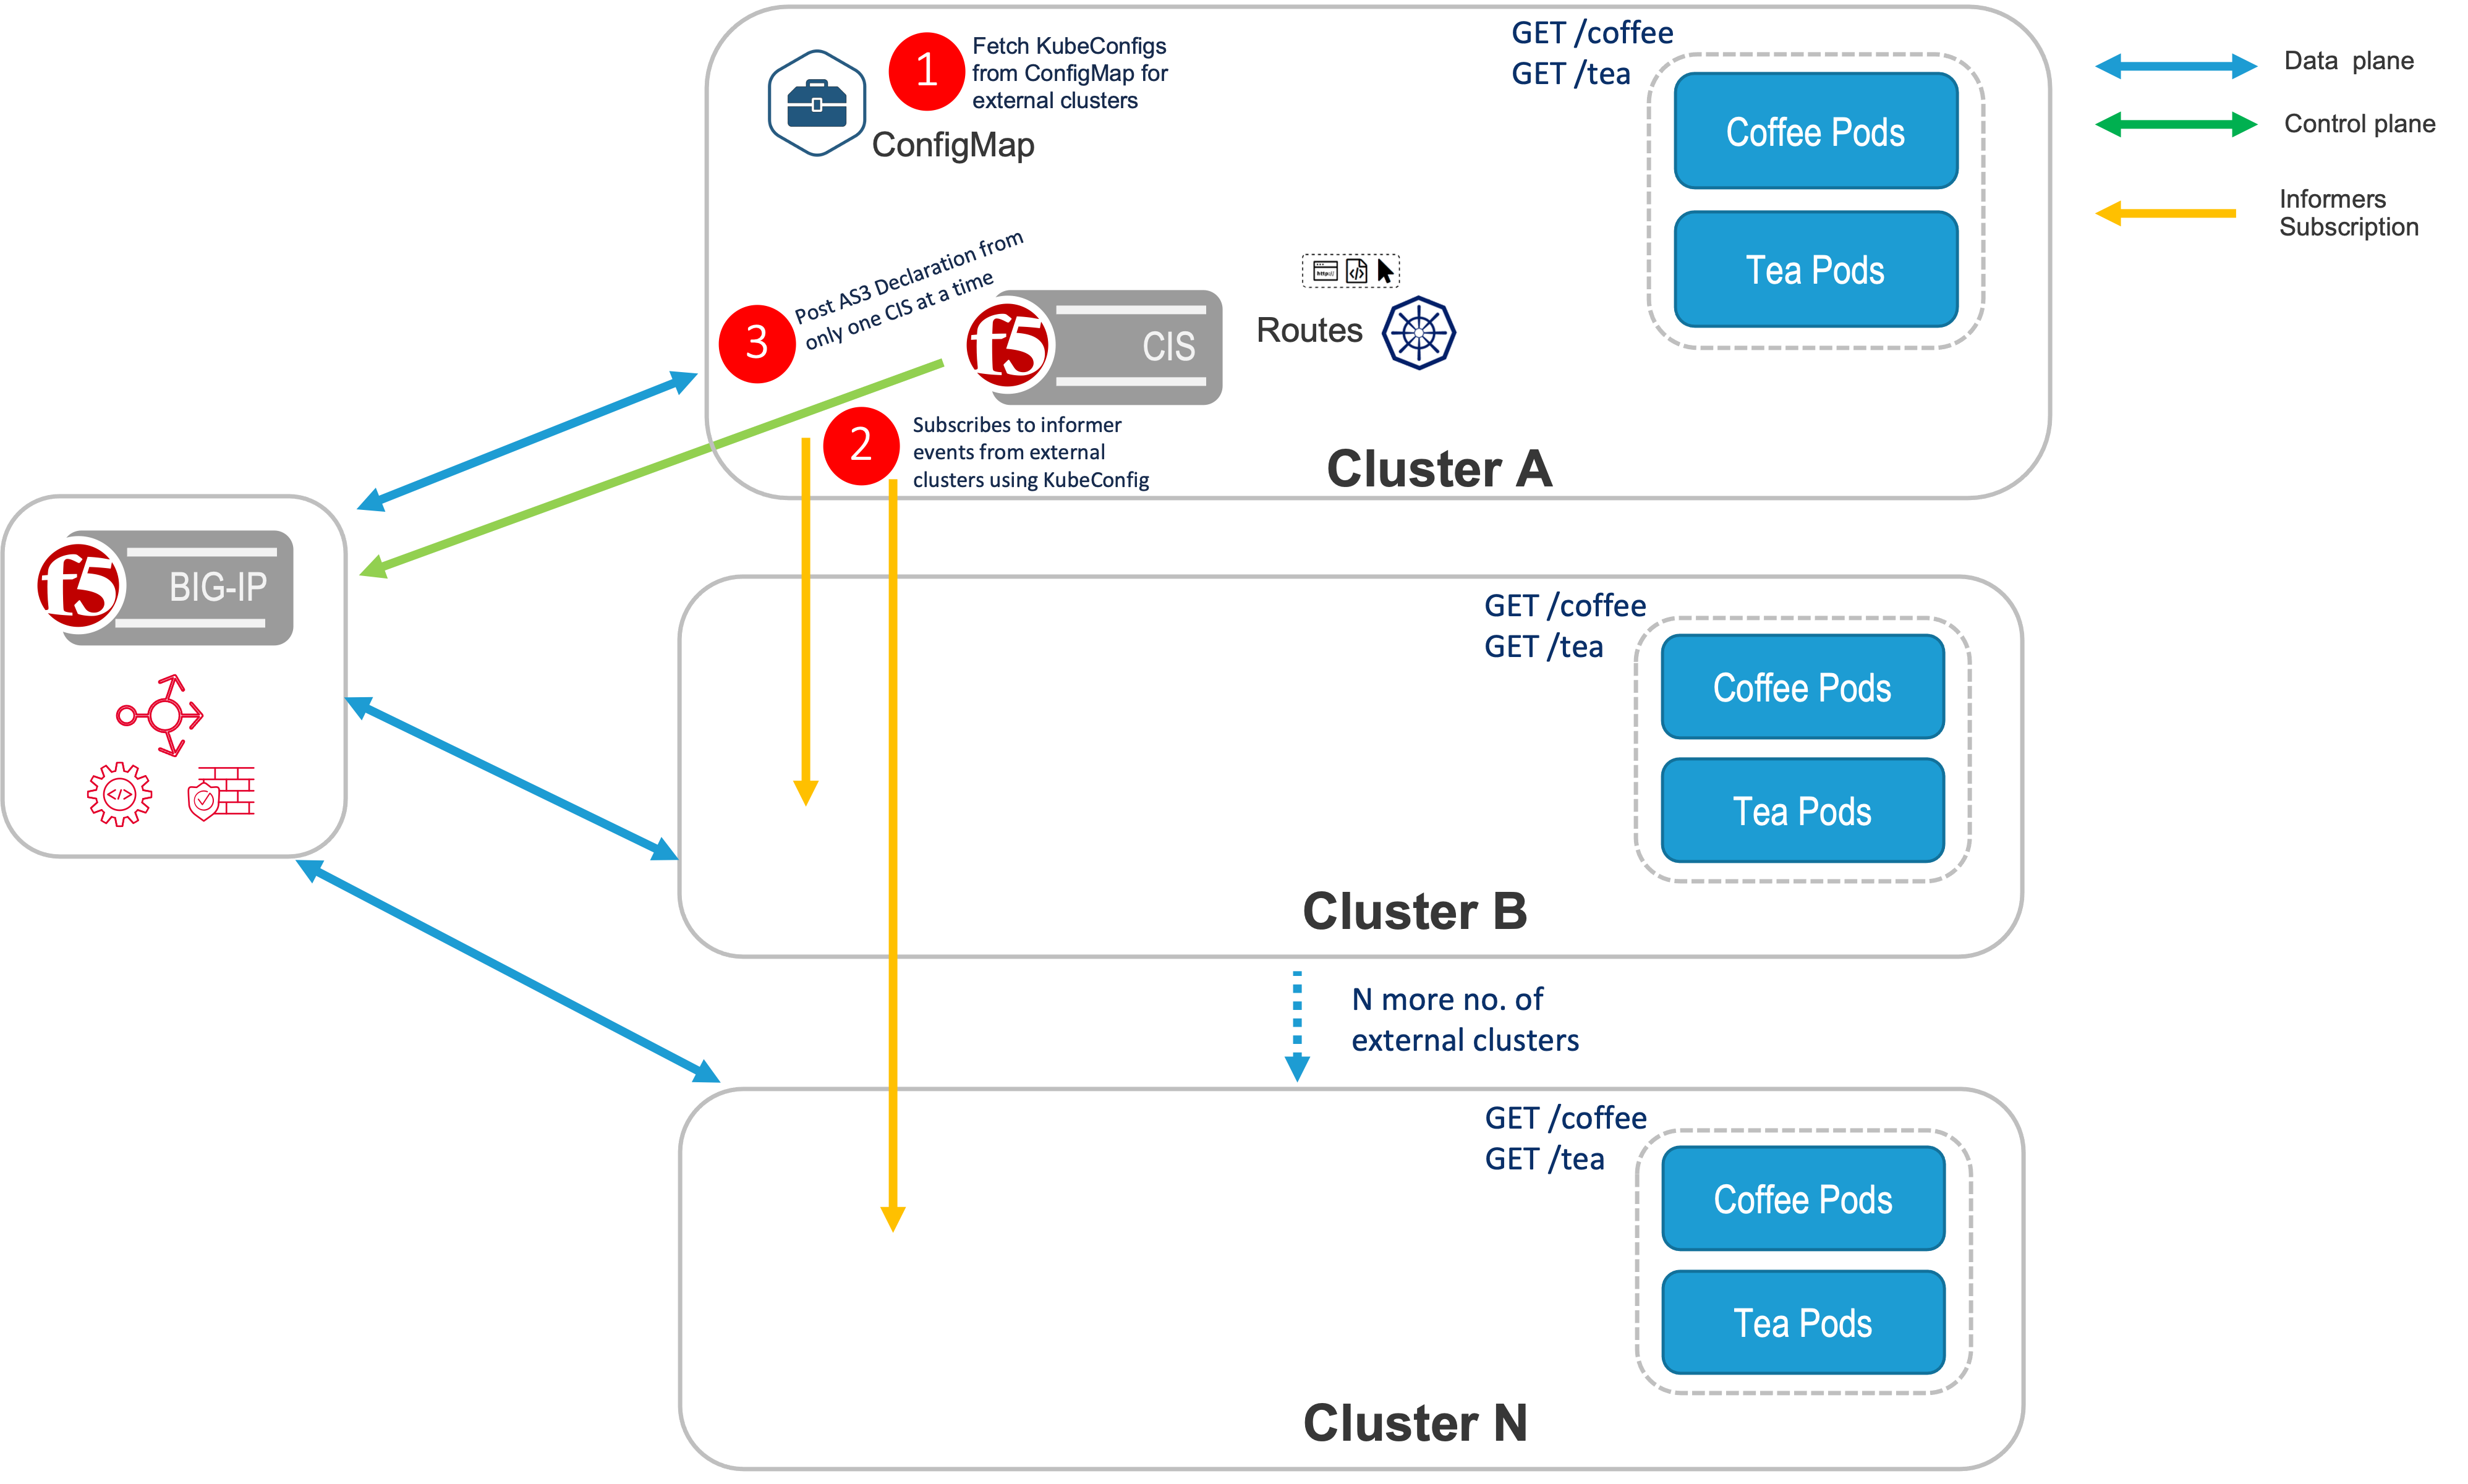 1
Fetch KubeConfigs
from ConfigMap for
external clusters
ConfigMap
GET /coffee
GET /tea
Coffee Pods
Tea Pods
Data plane
Control plane
Informers
Subscription
3
Post AS3 Declaration from
only one CIS at a time
f5
CIS
http://
</>
Routes
2
Subscribes to informer
events from external
clusters using KubeConfig
Cluster A
f5
BIG-IP
</>
GET /coffee
GET /tea
Coffee Pods
Tea Pods
Cluster B
N more no. of
external clusters
GET /coffee
GET /tea
Coffee Pods
Tea Pods
Cluster N